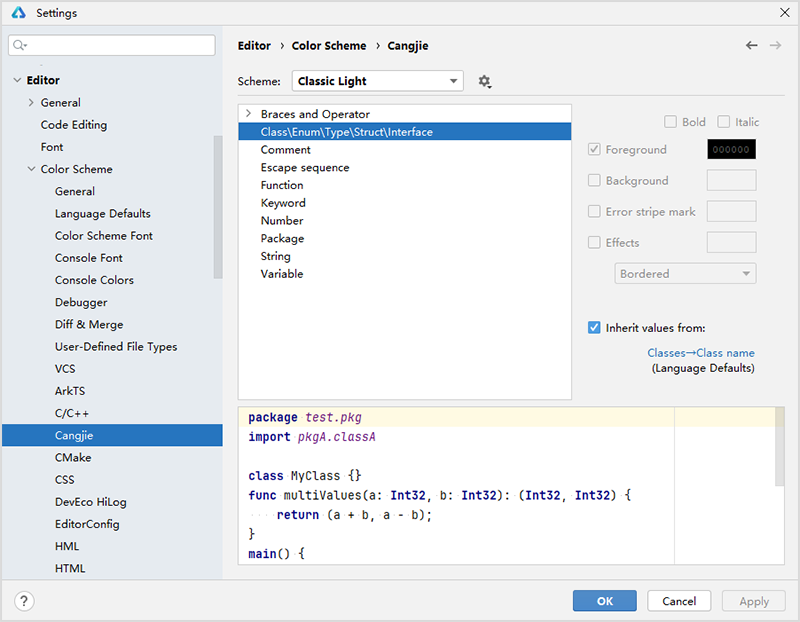 Settings
Editor
General
Code Editing
Font
Color Scheme
General
Language Defaults
Color Scheme Font
Console Font
Console Colors
Debugger
Diff & Merge
User-Defined File Types
VCS
ArkTS
C/C++
Cangjie
CMake
CSS
DevEco HiLog
EditorConfig
HML
HTML
Editor › Color Scheme › Cangjie
Scheme: Classic Light
Braces and Operator
Class\Enum\Type\Struct\Interface
Comment
Escape sequence
Function
Keyword
Number
Package
String
Variable
Bold Italic
Foreground 000000
Background
Error stripe mark
Effects
Bordered
Inherit values from:
Classes→Class name
(Language Defaults)
package test.pkg
import pkgA.classA
class MyClass {}
func multiValues(a: Int32, b: Int32): (Int32, Int32) {
return (a + b, a - b);
}
main() {
?
OK Cancel Apply